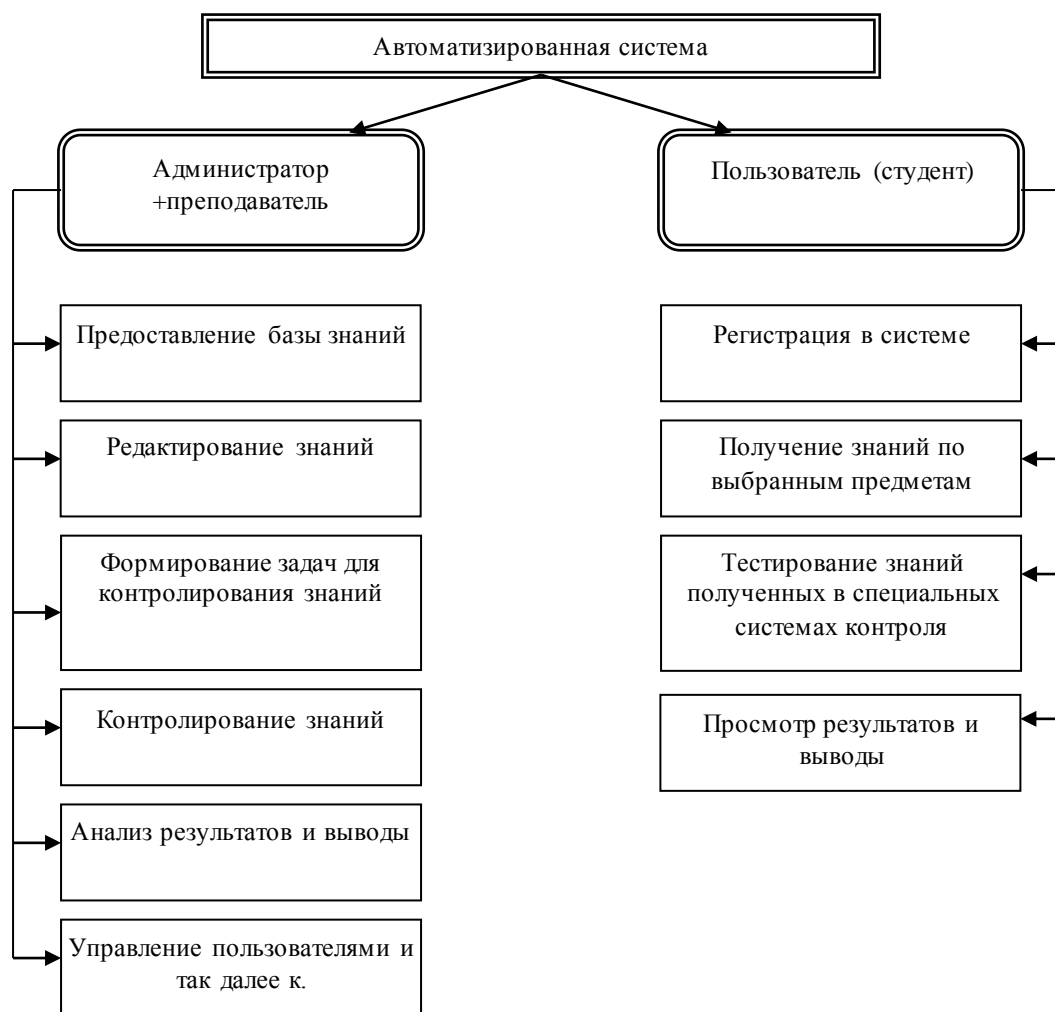 Автоматизированная система
Администратор
+преподаватель
Пользователь (студент)
Предоставление базы знаний
Редактирование знаний
Формирование задач для
контролирования знаний
Контролирование знаний
Анализ результатов и выводы
Управление пользователями и
так далее к.
Регистрация в системе
Получение знаний по
выбранным предметам
Тестирование знаний
полученных в специальных
системах контроля
Просмотр результатов и
выводы